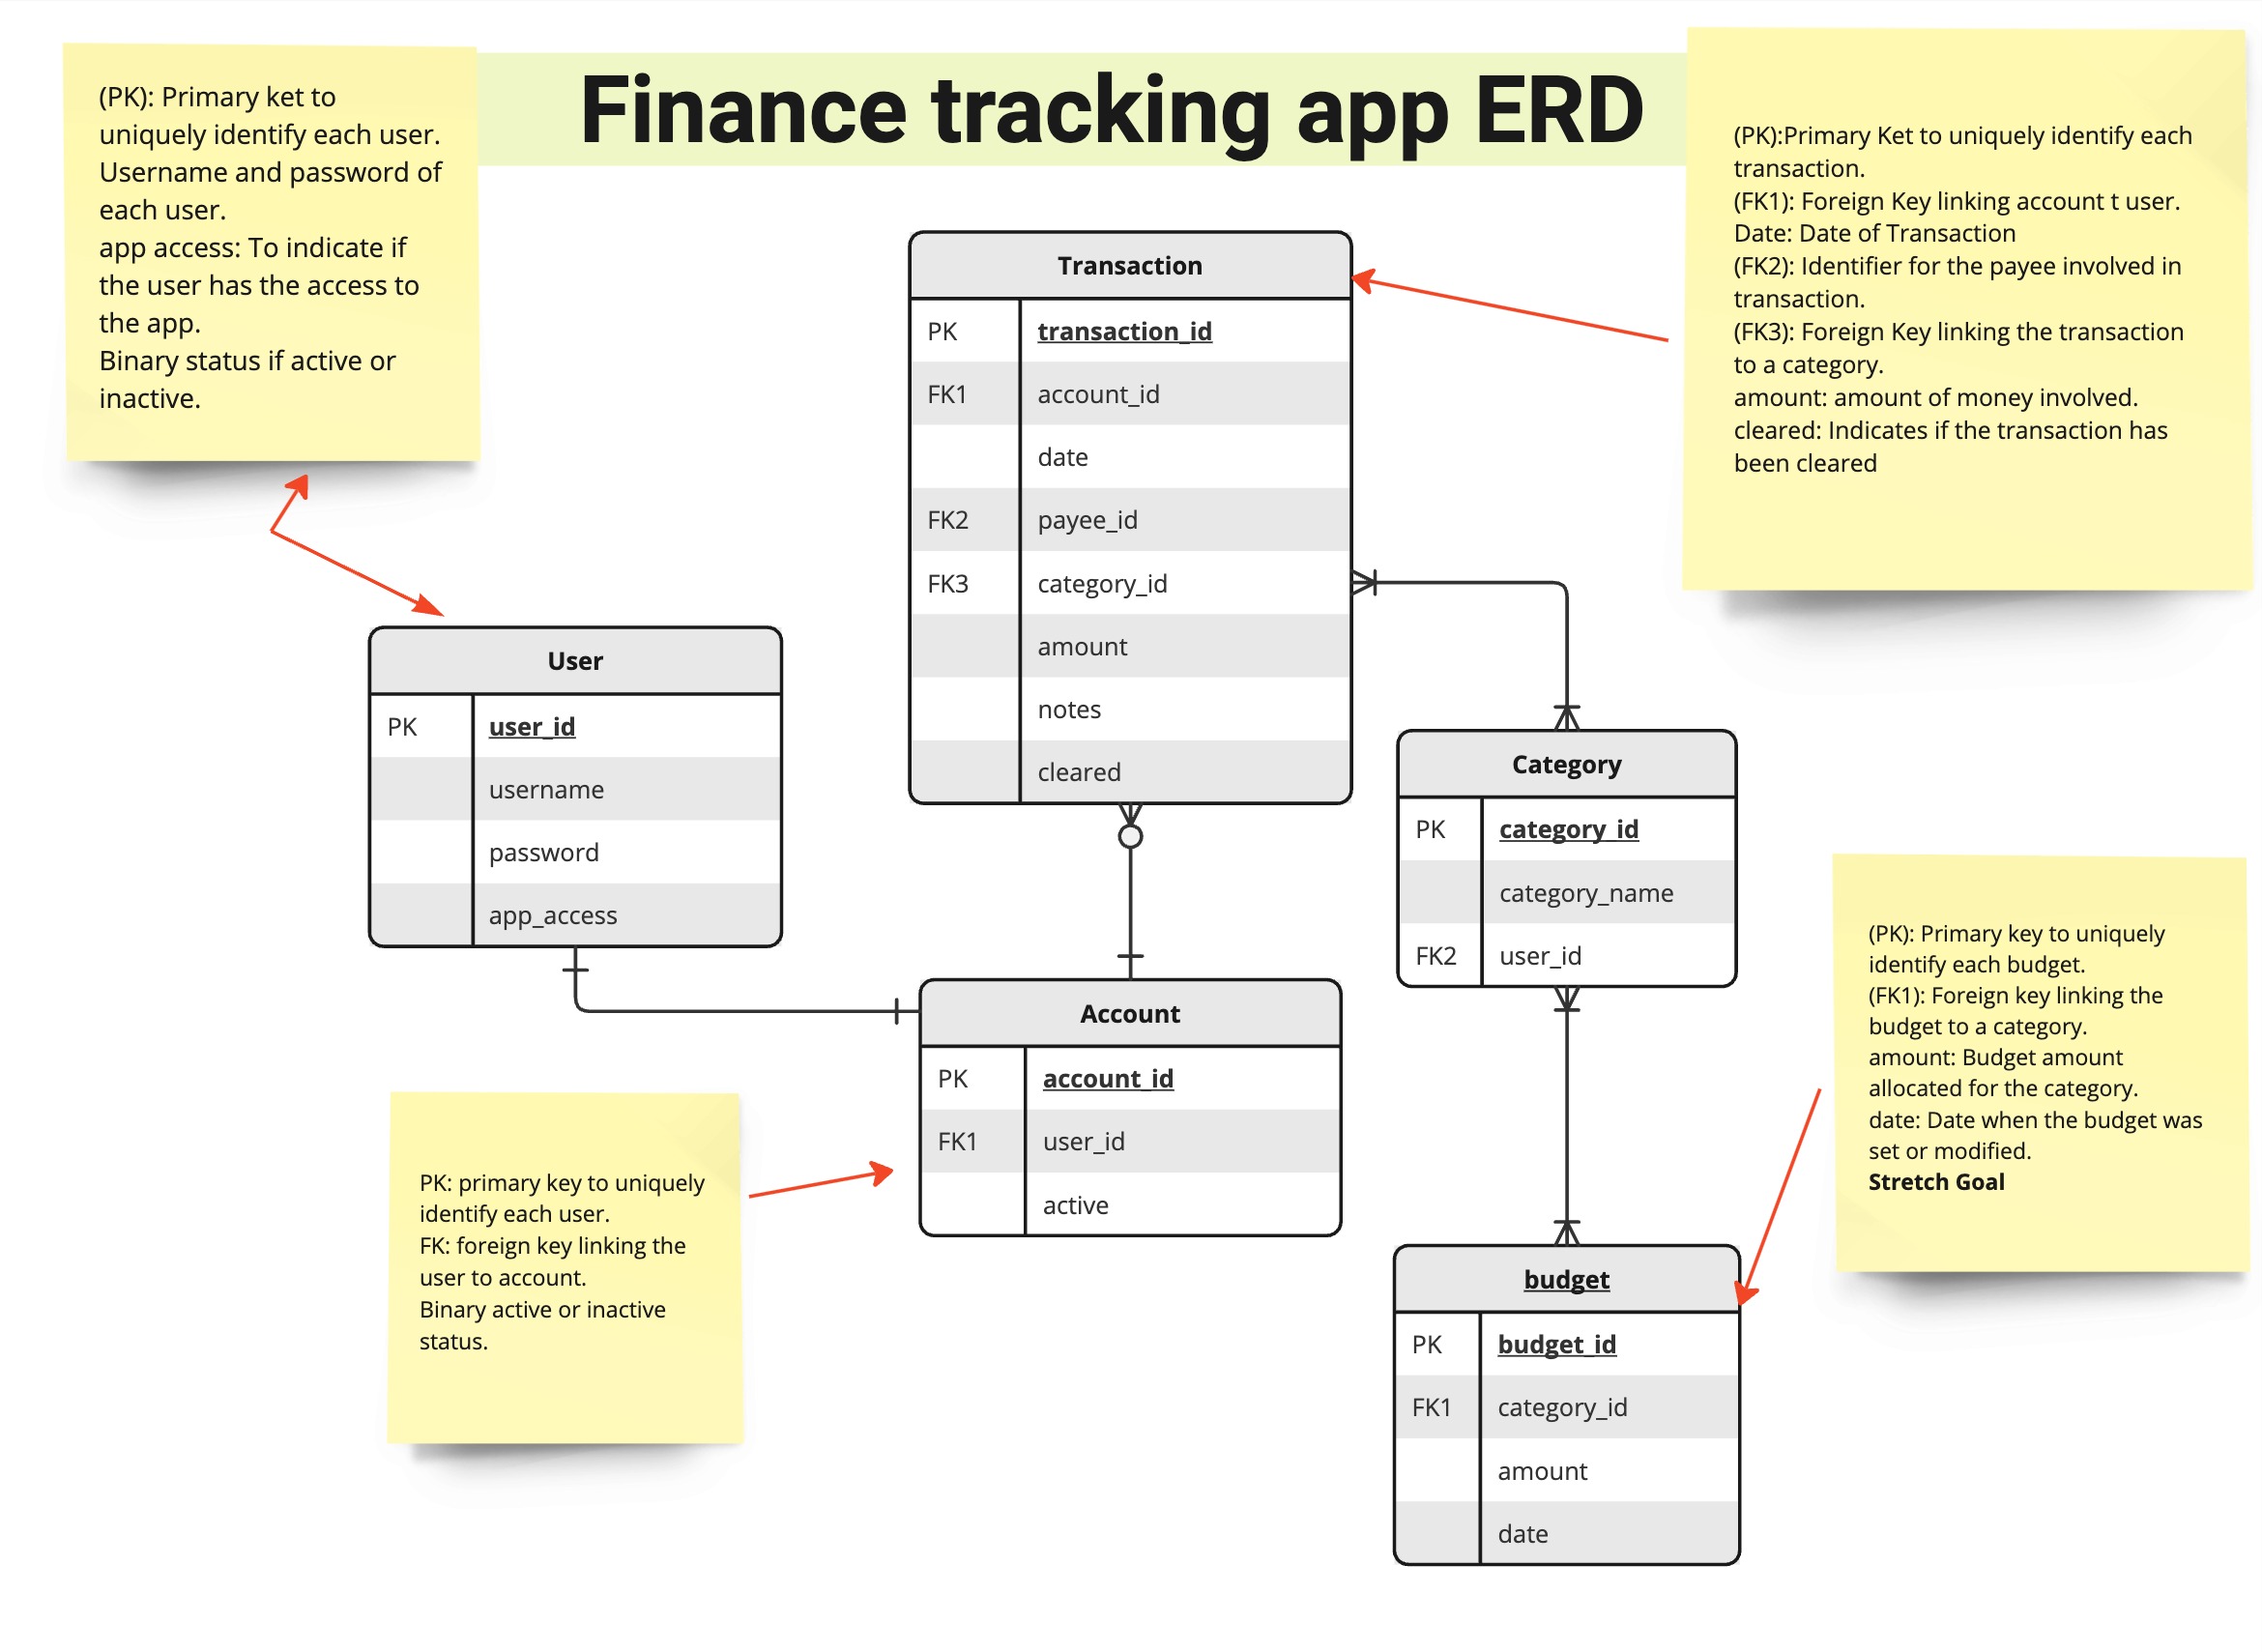 Finance tracking app ERD
(PK): Primary ket to
uniquely identify each user.
Username and password of
each user.
app access: To indicate if
the user has the access to
the app.
Binary status if active or
inactive.
(PK):Primary Ket to uniquely identify each
transaction.
(FK1): Foreign Key linking account t user.
Date: Date of Transaction
(FK2): Identifier for the payee involved in
transaction.
(FK3): Foreign Key linking the transaction
to a category.
amount: amount of money involved.
cleared: Indicates if the transaction has
been cleared
Transaction
PK transaction_id
FK1 account_id
date
FK2 payee_id
FK3 category_id
amount
notes
cleared
User
PK user_id
username
password
app_access
Category
PK category_id
category_name
FK2 user_id
Account
PK account_id
FK1 user_id
active
PK: primary key to uniquely
identify each user.
FK: foreign key linking the
user to account.
Binary active or inactive
status.
(PK): Primary key to uniquely
identify each budget.
(FK1): Foreign key linking the
budget to a category.
amount: Budget amount
allocated for the category.
date: Date when the budget was
set or modified.
Stretch Goal
budget
PK budget_id
FK1 category_id
amount
date